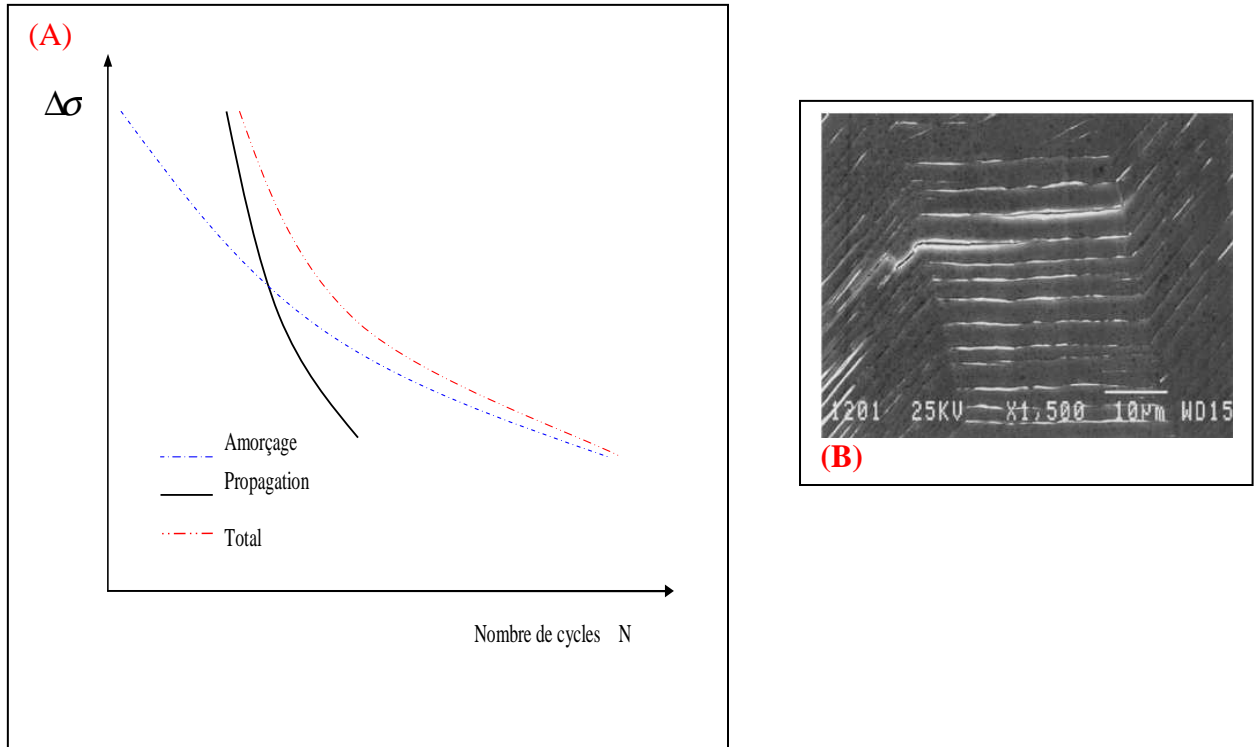 (A)
Δσ
Amorçage
Propagation
Total
Nombre de cycles N
1201 25KV X1,500 10μm WD15
(B)